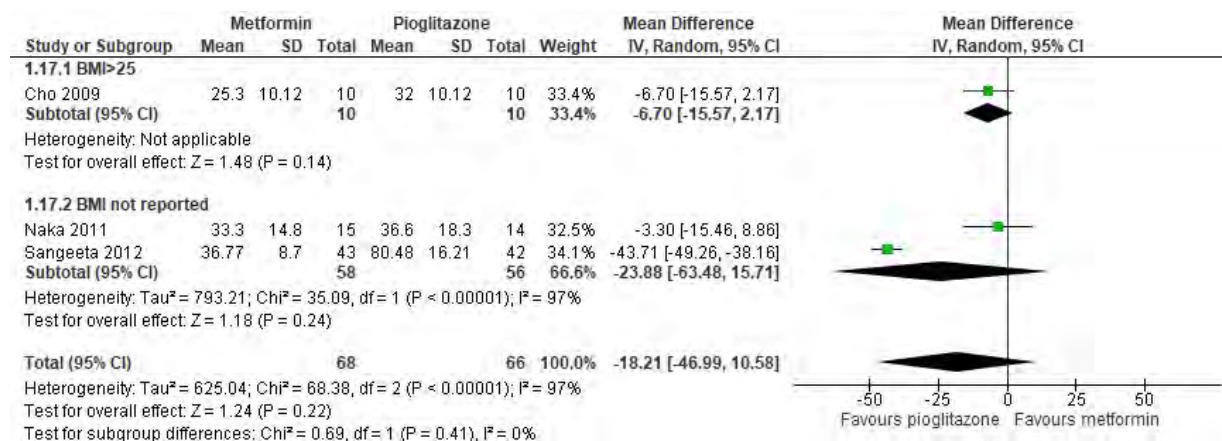 Metformin Pioglitazone Mean Difference Mean Difference
Study or Subgroup Mean SD Total Mean SD Total Weight IV, Random, 95% CI IV, Random, 95% CI
1.17.1 BMI>25
Cho 2009 25.3 10.12 10 32 10.12 10 33.4% -6.70 [-15.57, 2.17]
Subtotal (95% CI) 10 10 33.4% -6.70 [-15.57, 2.17]
Heterogeneity: Not applicable
Test for overall effect: Z = 1.48 (P = 0.14)
1.17.2 BMI not reported
Naka 2011 33.3 14.8 15 36.6 18.3 14 32.5% -3.30 [-15.46, 8.86]
Sangeeta 2012 36.77 8.7 43 80.48 16.21 42 34.1% -43.71 [-49.26, -38.16]
Subtotal (95% CI) 58 56 66.6% -23.88 [-63.48, 15.71]
Heterogeneity: Tau² = 793.21; Chi² = 35.09, df = 1 (P < 0.00001); I² = 97%
Test for overall effect: Z = 1.18 (P = 0.24)
Total (95% CI) 68 66 100.0% -18.21 [-46.99, 10.58]
Heterogeneity: Tau² = 625.04; Chi² = 68.38, df = 2 (P < 0.00001); I² = 97%
Test for overall effect: Z = 1.24 (P = 0.22)
Test for subgroup differences: Chi² = 0.69, df = 1 (P = 0.41), I² = 0%
-50 -25 0 25 50
Favours pioglitazone Favours metformin